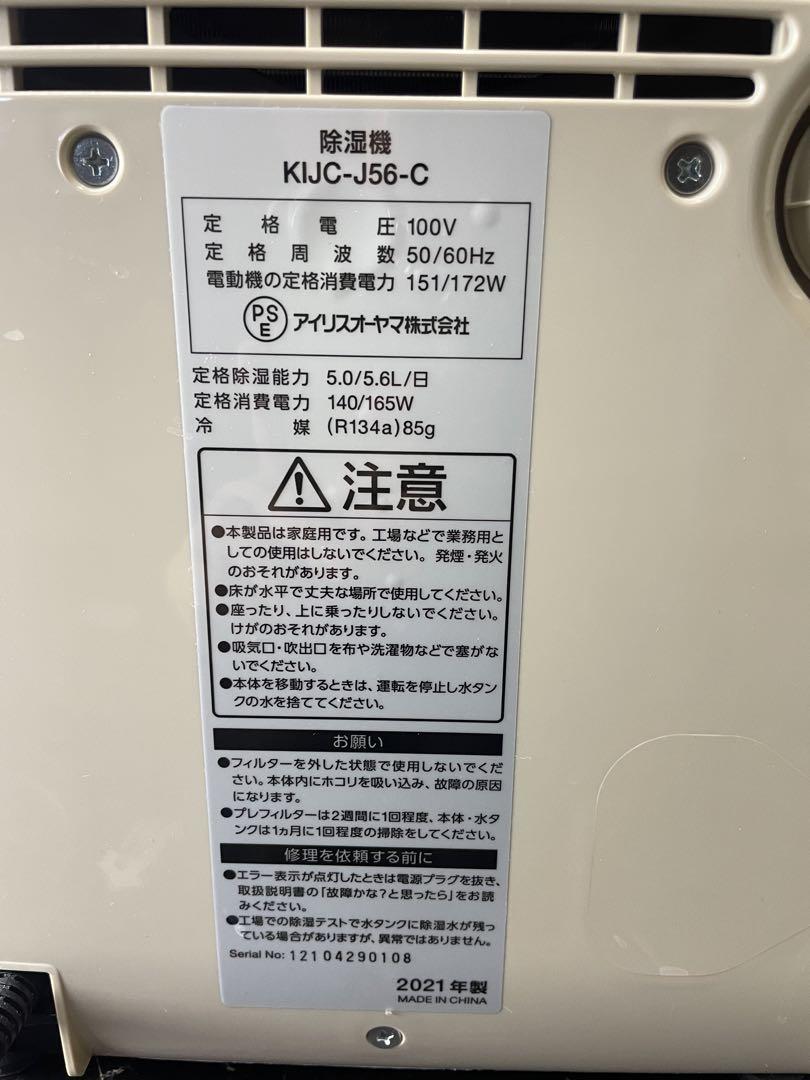 除湿機
KIJC-J56-C
定格電圧 100V
定格周波数 50/60Hz
電動機の定格消費電力 151/172W
PSE アイリスオーヤマ株式会社
定格除湿能力 5.0/5.6L/日
定格消費電力 140/165W
冷媒 (R134a)85g
注意
●本製品は家庭用です。工場などで業務用と
しての使用はしないでください。発煙・発火
のおそれがあります。
●床が水平で丈夫な場所で使用してください。
●座ったり、上に乗ったりしないでください。
けがのおそれがあります。
●吸気口・吹出口を布や洗濯物などで塞がな
いでください。
●本体を移動するときは、運転を停止し水タン
クの水を捨ててください。
お願い
●フィルターを外した状態で使用しないでくだ
さい。本体内にホコリを吸い込み、故障の原因
になります。
●プレフィルターは2週間に1回程度、本体・水タ
ンクは1ヵ月に1回程度の掃除をしてください。
修理を依頼する前に
●エラー表示が点灯したときは電源プラグを抜き、
取扱説明書の「故障かな?と思ったら」をお読
みください。
●工場での除湿テストで水タンクに除湿水が残っ
ている場合がありますが、異常ではありません。
Serial No: 12104290108
2021年製
MADE IN CHINA